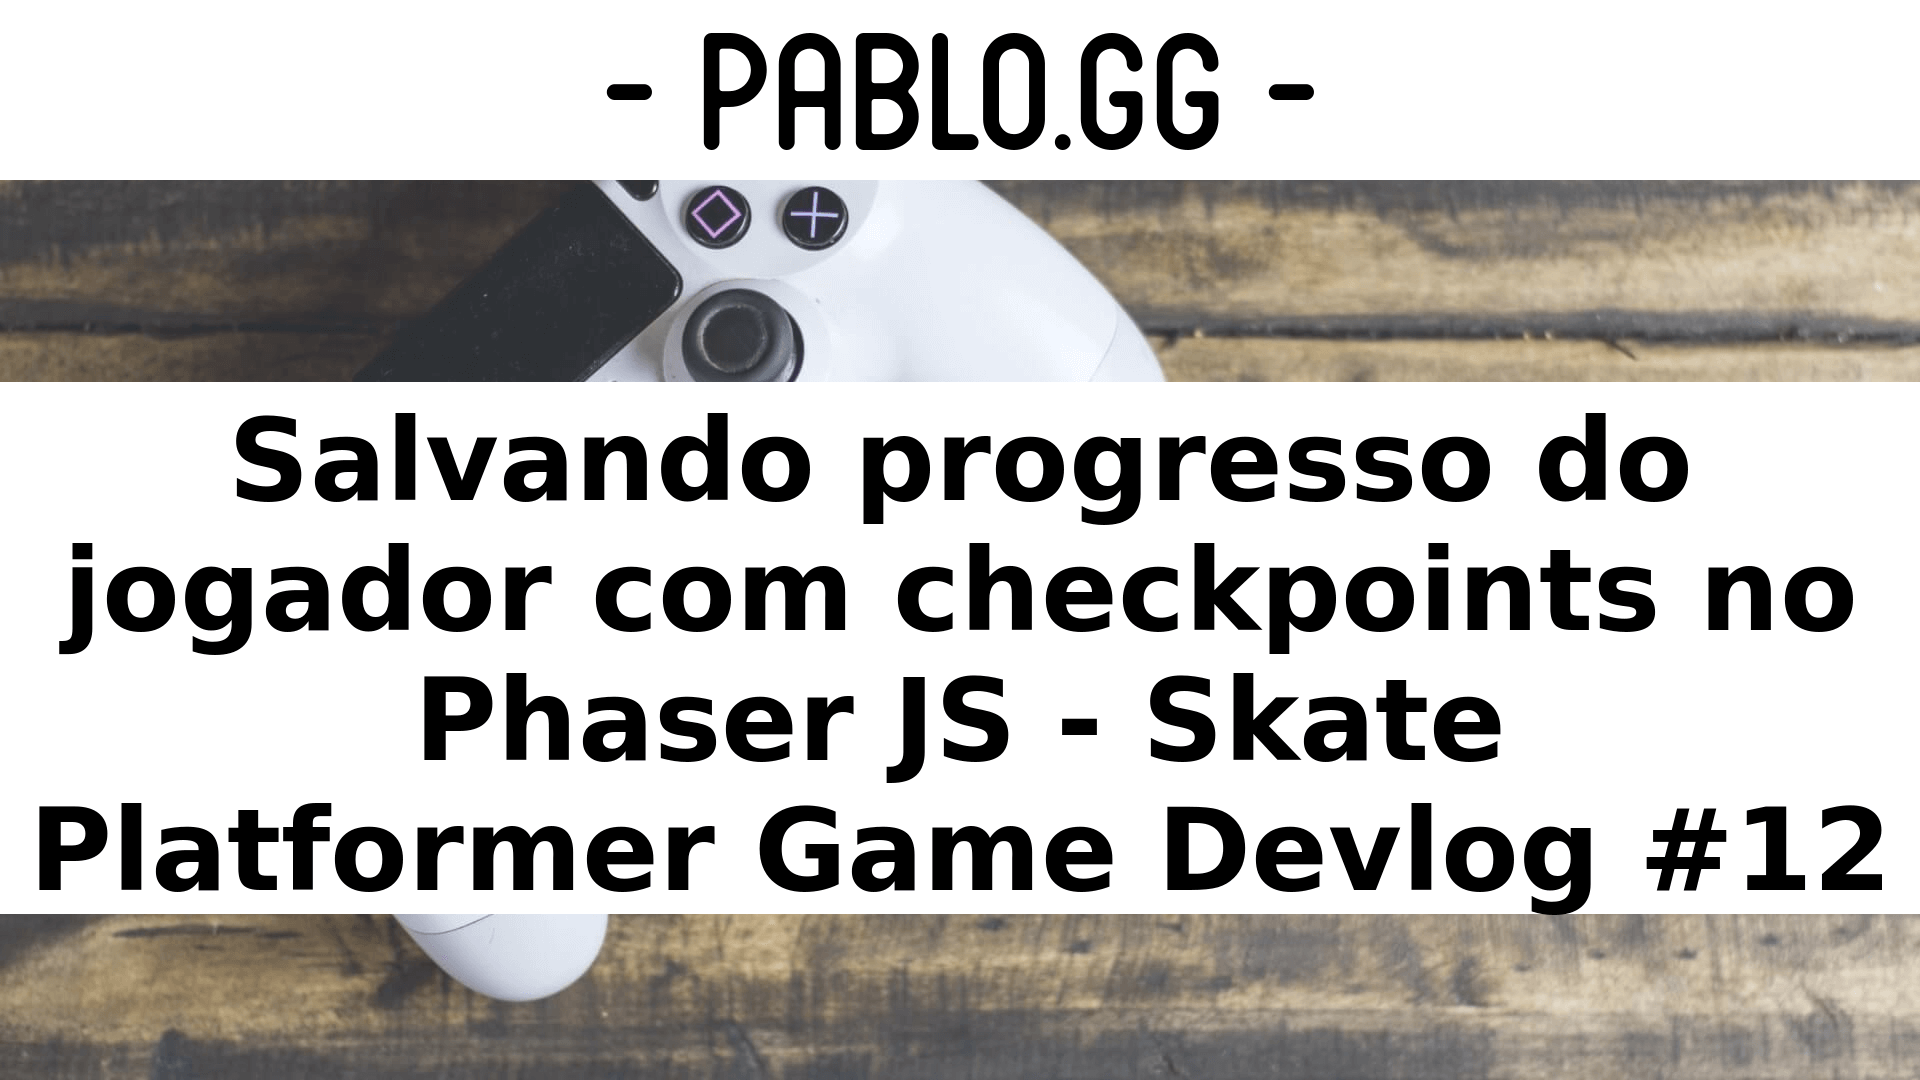 - PABLO.GG -
Salvando progresso do
jogador com checkpoints no
Phaser JS - Skate
Platformer Game Devlog #12